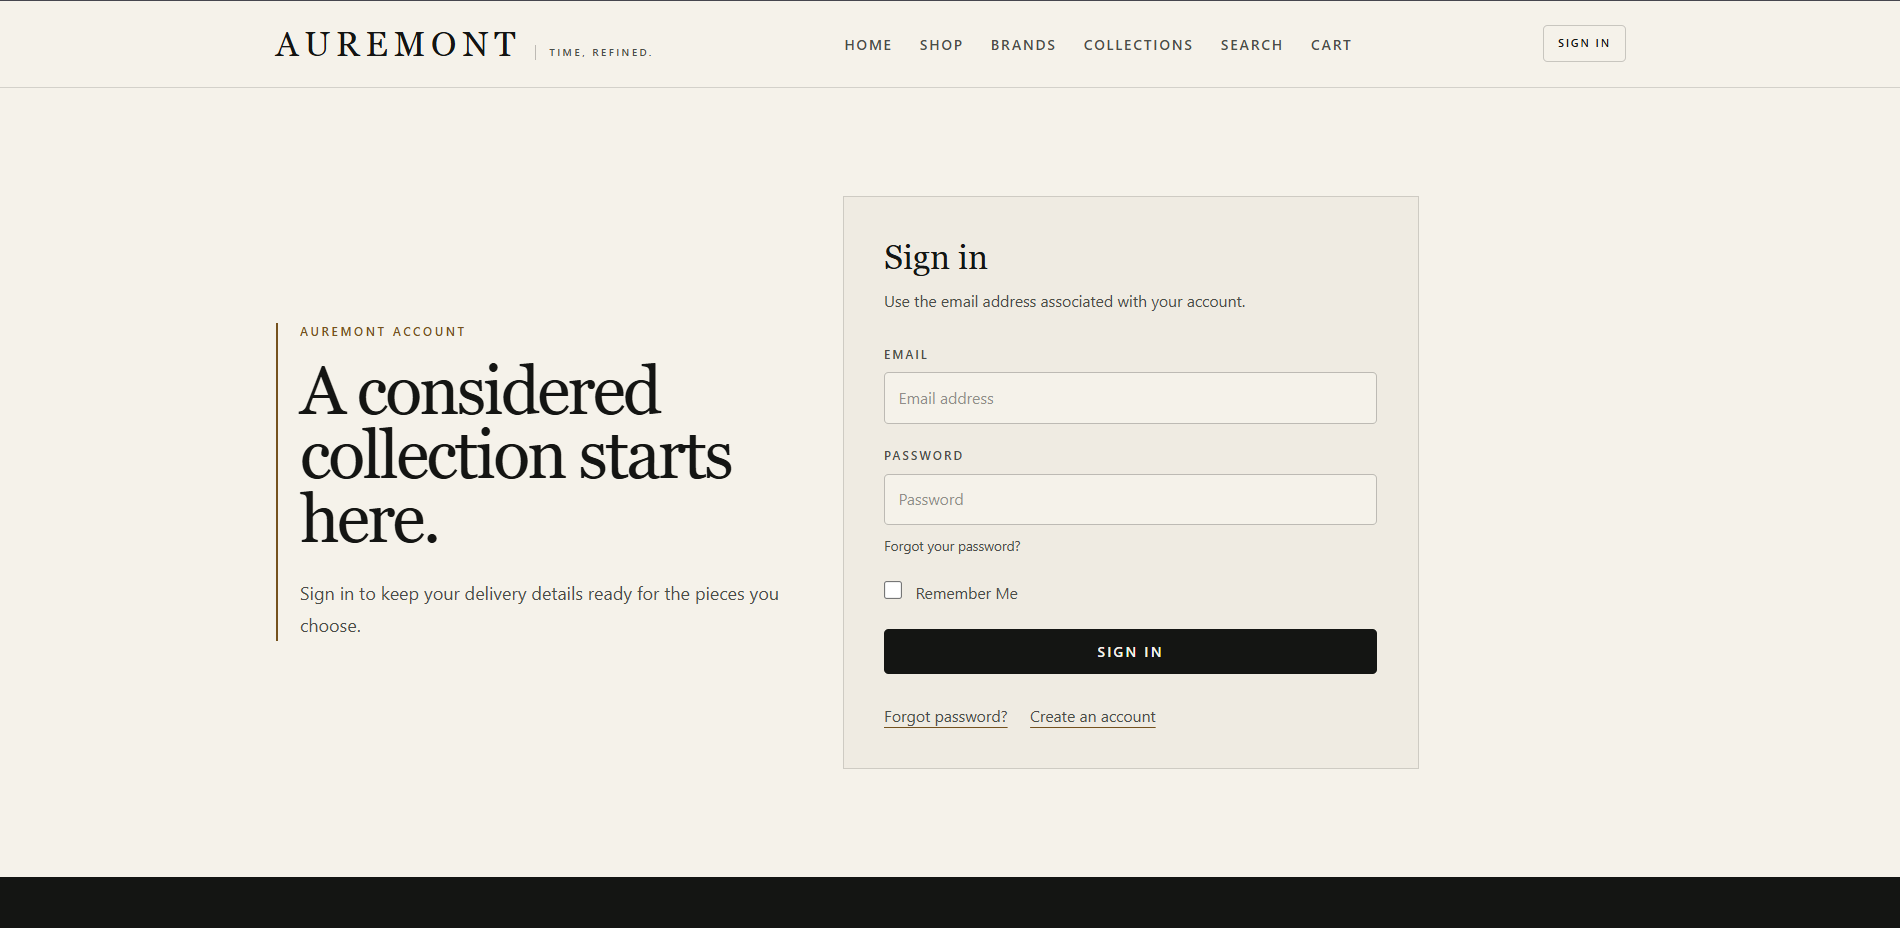 AUREMONT
TIME, REFINED.
HOME SHOP BRANDS COLLECTIONS SEARCH CART
SIGN IN
AUREMONT ACCOUNT
A considered
collection starts
here.
Sign in to keep your delivery details ready for the pieces you
choose.
Sign in
Use the email address associated with your account.
EMAIL
Email address
PASSWORD
Password
Forgot your password?
Remember Me
SIGN IN
Forgot password? Create an account